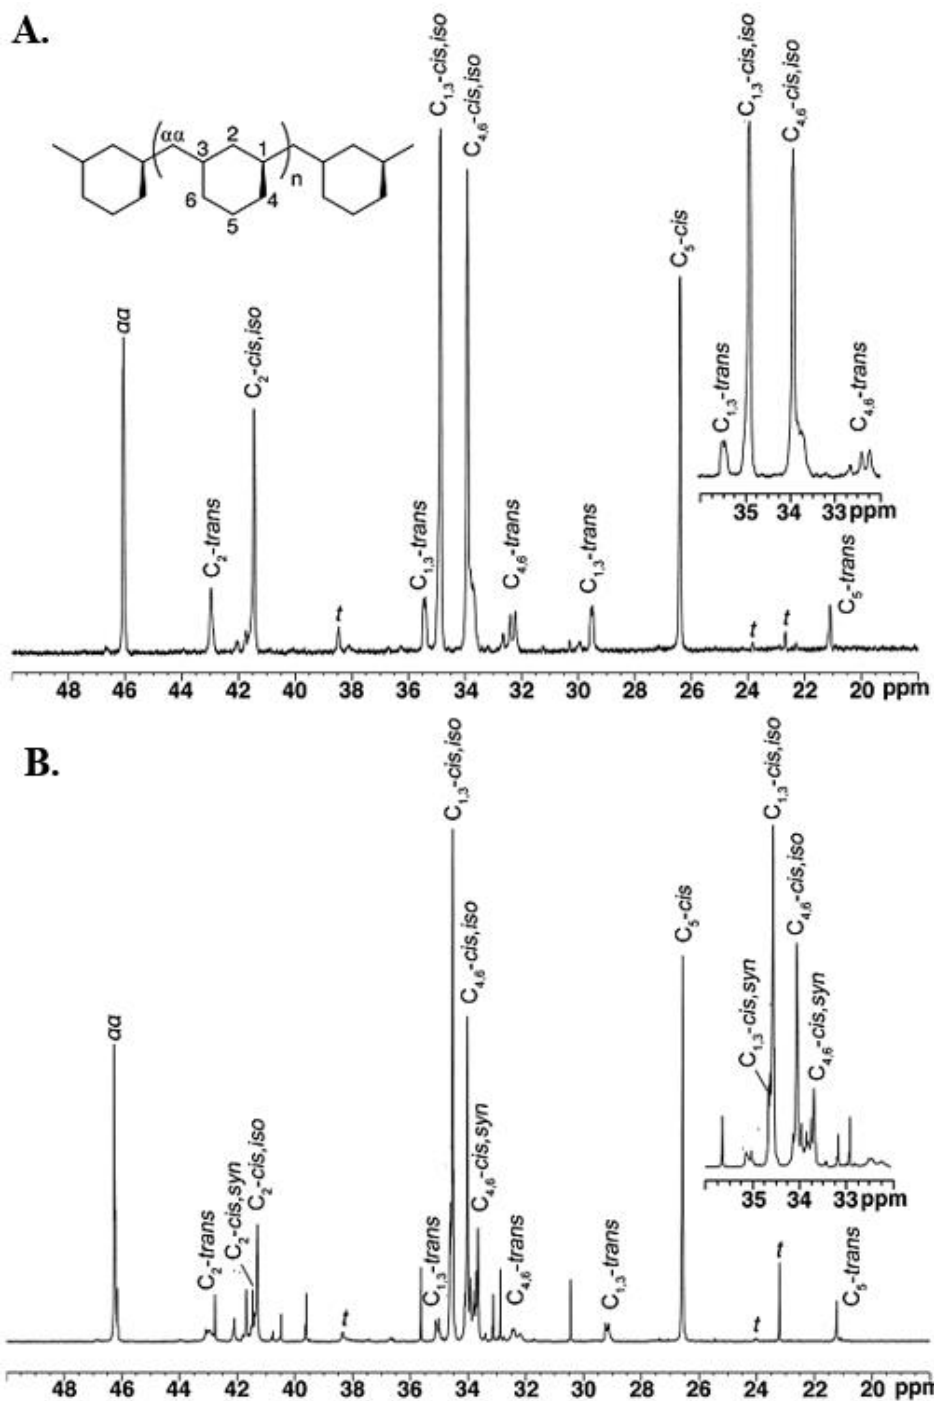 A.
C1,3-cis,iso
C4,6-cis,iso
C1,3-cis,iso
C4,6-cis,iso
αα
3
2
1
n
6
5
4
C5-cis
αα
C2-cis,iso
C1,3-trans
C4,6-trans
35 34 33 ppm
C2-trans
C1,3-trans
C4,6-trans
C1,3-trans
C5-trans
t
t
t
48 46 44 42 40 38 36 34 32 30 28 26 24 22 20 ppm
B.
C1,3-cis,iso
C1,3-cis,iso
C4,6-cis,iso
C4,6-cis,iso
C5-cis
C1,3-cis,syn
C4,6-cis,syn
αα
35 34 33 ppm
C2-trans
C2-cis,syn
C2-cis,iso
C4,6-cis,syn
C1,3-trans
C4,6-trans
C1,3-trans
C5-trans
t
t
t
48 46 44 42 40 38 36 34 32 30 28 26 24 22 20 ppm